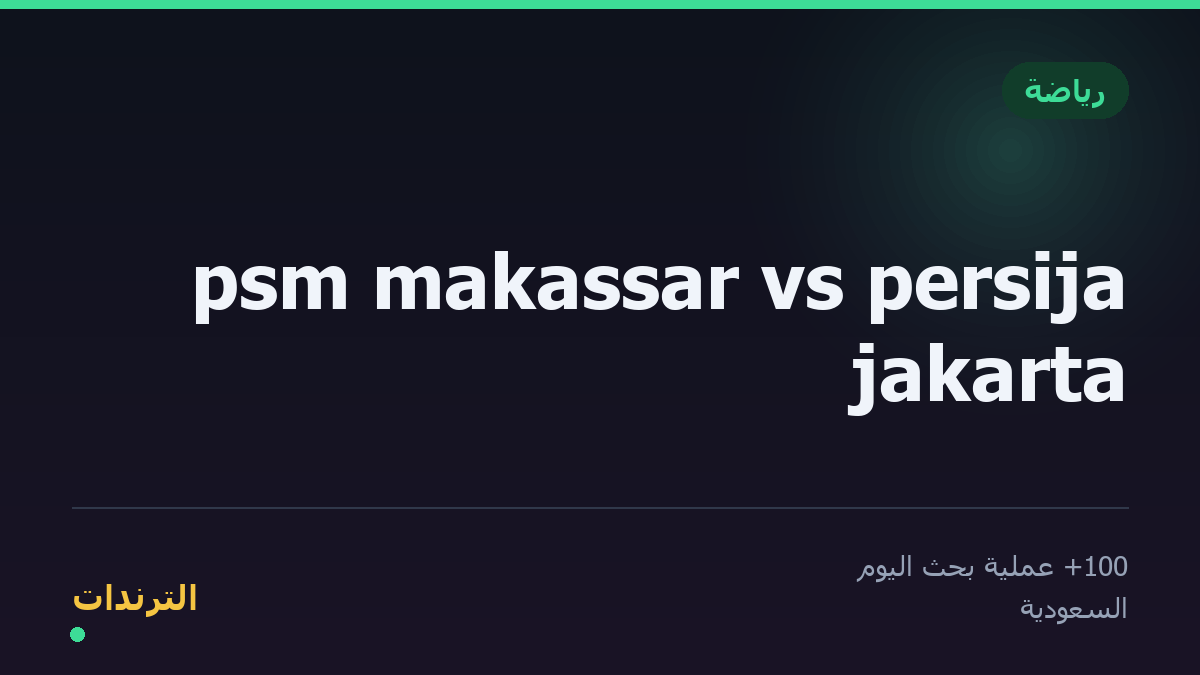 رياضة
psm makassar vs persija
jakarta
100+ عملية بحث اليوم
السعودية
الترندات